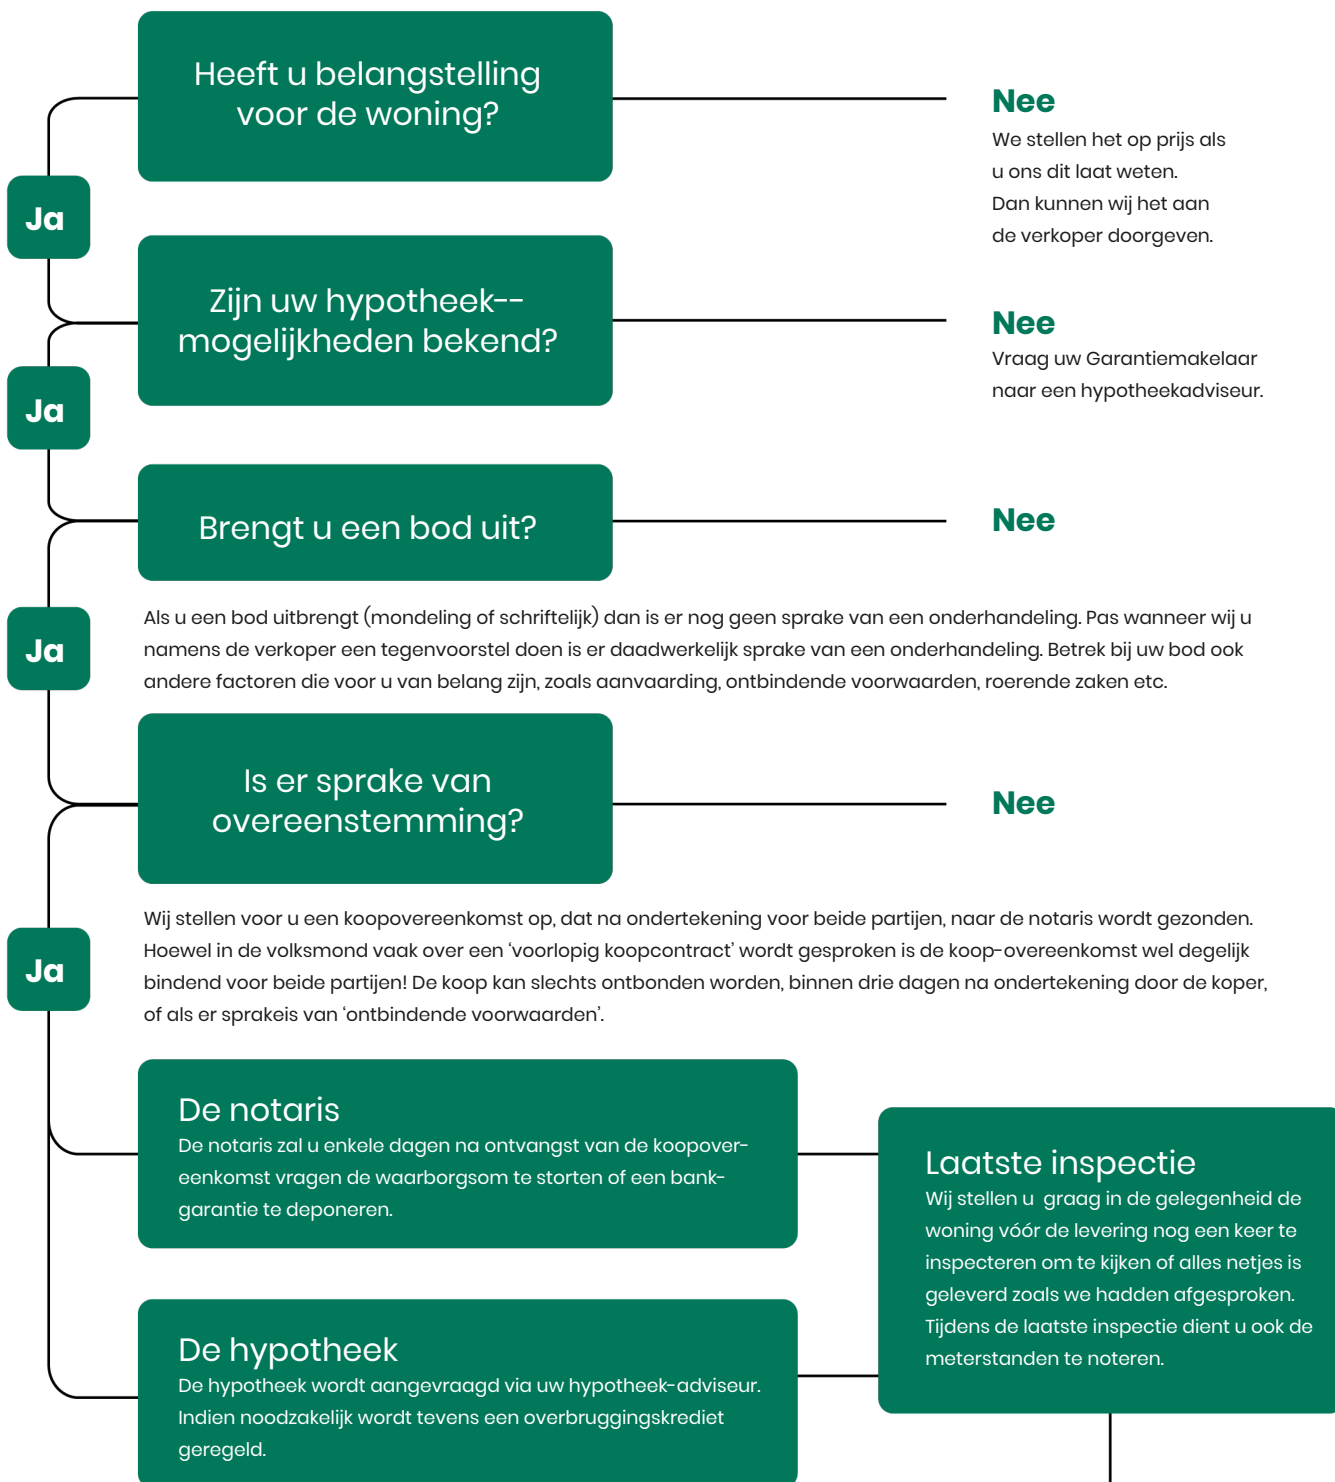 Heeft u belangstelling
voor de woning?
Nee
We stellen het op prijs als
u ons dit laat weten.
Dan kunnen wij het aan
de verkoper doorgeven.
Ja
Zijn uw hypotheek--
mogelijkheden bekend?
Nee
Vraag uw Garantiemakelaar
naar een hypotheekadviseur.
Ja
Brengt u een bod uit?
Nee
Als u een bod uitbrengt (mondeling of schriftelijk) dan is er nog geen sprake van een onderhandeling. Pas wanneer wij u
namens de verkoper een tegenvoorstel doen is er daadwerkelijk sprake van een onderhandeling. Betrek bij uw bod ook
andere factoren die voor u van belang zijn, zoals aanvaarding, ontbindende voorwaarden, roerende zaken etc.
Ja
Is er sprake van
overeenstemming?
Nee
Wij stellen voor u een koopovereenkomst op, dat na ondertekening voor beide partijen, naar de notaris wordt gezonden.
Hoewel in de volksmond vaak over een ‘voorlopig koopcontract’ wordt gesproken is de koop-overeenkomst wel degelijk
bindend voor beide partijen! De koop kan slechts ontbonden worden, binnen drie dagen na ondertekening door de koper,
of als er sprakeis van ‘ontbindende voorwaarden’.
Ja
De notaris
De notaris zal u enkele dagen na ontvangst van de koopover-
eenkomst vragen de waarborgsom te storten of een bank-
garantie te deponeren.
Laatste inspectie
Wij stellen u  graag in de gelegenheid de
woning vóór de levering nog een keer te
inspecteren om te kijken of alles netjes is
geleverd zoals we hadden afgesproken.
Tijdens de laatste inspectie dient u ook de
meterstanden te noteren.
De hypotheek
De hypotheek wordt aangevraagd via uw hypotheek-adviseur.
Indien noodzakelijk wordt tevens een overbruggingskrediet
geregeld.